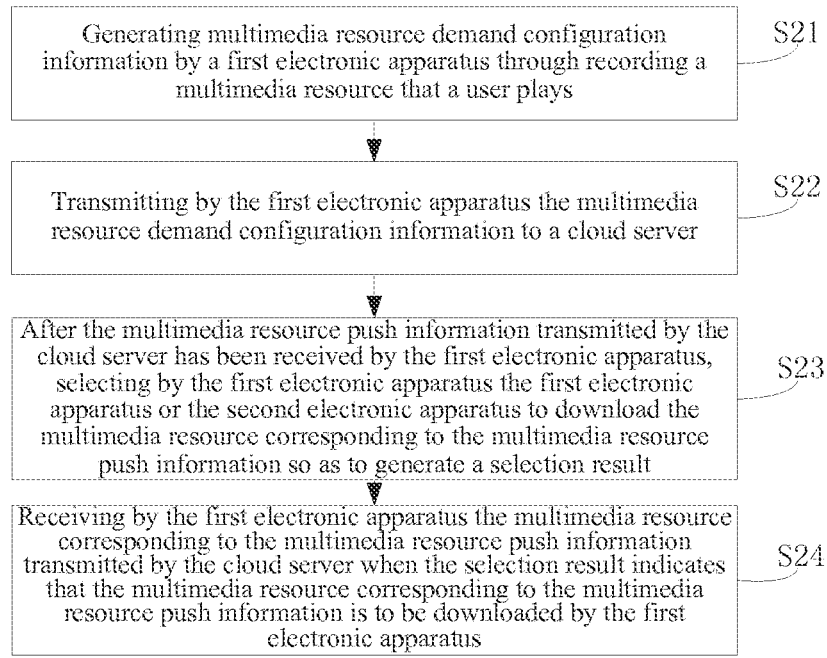 Generating multimedia resource demand configuration
information by a first electronic apparatus through recording a
multimedia resource that a user plays
S21
Transmitting by the first electronic apparatus the multimedia
resource demand configuration information to a cloud server
S22
After the multimedia resource push information transmitted by the
cloud server has been received by the first electronic apparatus,
selecting by the first electronic apparatus the first electronic
apparatus or the second electronic apparatus to download the
multimedia resource corresponding to the multimedia resource
push information so as to generate a selection result
S23
Receiving by the first electronic apparatus the multimedia resource
corresponding to the multimedia resource push information
transmitted by the cloud server when the selection result indicates
that the multimedia resource corresponding to the multimedia
resource push information is to be downloaded by the first
electronic apparatus
S24